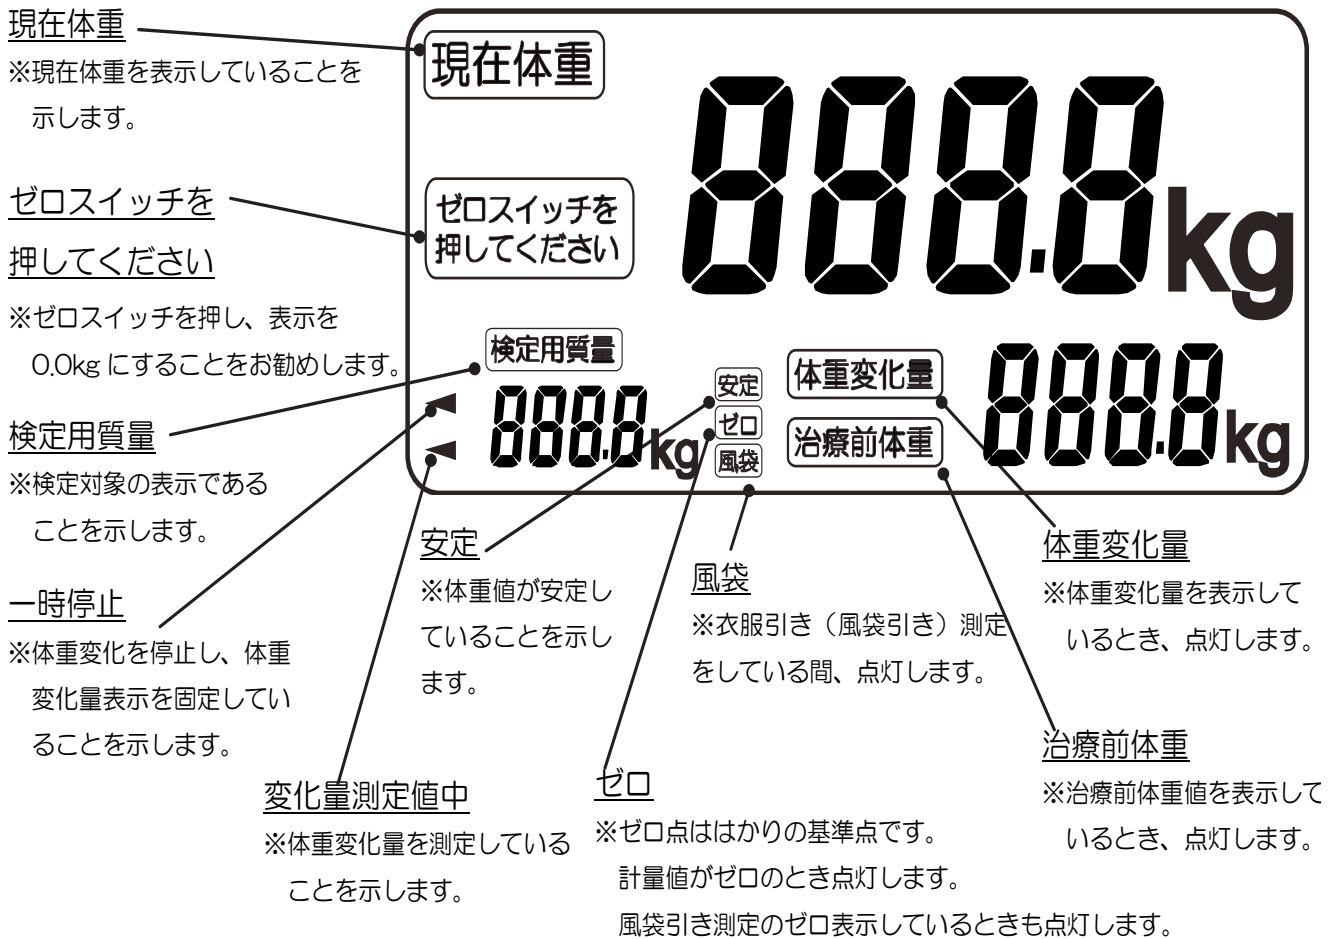 現在体重
※現在体重を表示していることを
示します。
ゼロスイッチを
押してください
※ゼロスイッチを押し、表示を
0.0kg にすることをお勧めします。
検定用質量
※検定対象の表示である
ことを示します。
一時停止
※体重変化を停止し、体重
変化量表示を固定してい
ることを示します。
現在体重
888.8kg
ゼロスイッチを
押してください
検定用質量
888.8kg
安定
ゼロ
風袋
体重変化量
治療前体重
888.8kg
変化量測定値中
※体重変化量を測定している
ことを示します。
安定
※体重値が安定し
ていることを示し
ます。
ゼロ
※ゼロ点ははかりの基準点です。
計量値がゼロのとき点灯します。
風袋引き測定のゼロ表示しているときも点灯します。
風袋
※衣服引き（風袋引き）測定
をしている間、点灯します。
体重変化量
※体重変化量を表示して
いるとき、点灯します。
治療前体重
※治療前体重値を表示して
いるとき、点灯します。